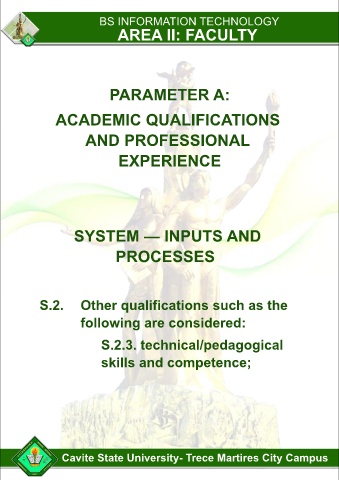 BS INFORMATION TECHNOLOGY
AREA II: FACULTY
PARAMETER A:
ACADEMIC QUALIFICATIONS
AND PROFESSIONAL
EXPERIENCE
SYSTEM — INPUTS AND
PROCESSES
S.2. Other qualifications such as the
following are considered:
S.2.3. technical/pedagogical
skills and competence;
Cavite State University- Trece Martires City Campus